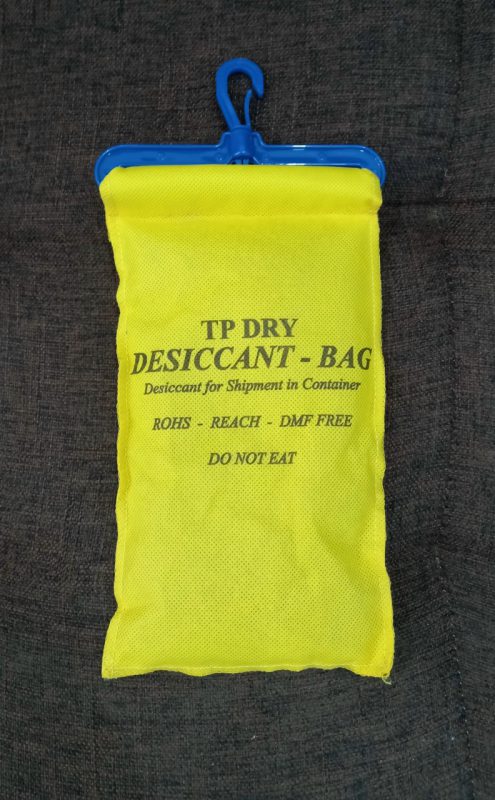 TP DRY
DESICCANT - BAG
Desiccant for Shipment in Container
ROHS - REACH - DMF FREE
DO NOT EAT